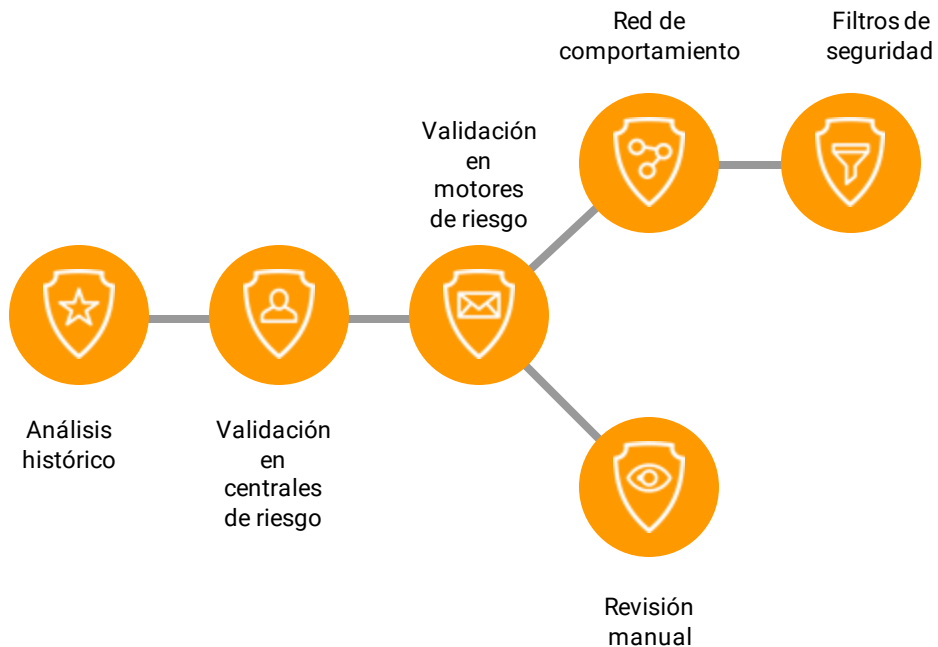 Red de
comportamiento
Filtros de
seguridad
Validación
en
motores
de riesgo
Análisis
histórico
Validación
en
centrales
de riesgo
Revisión
manual